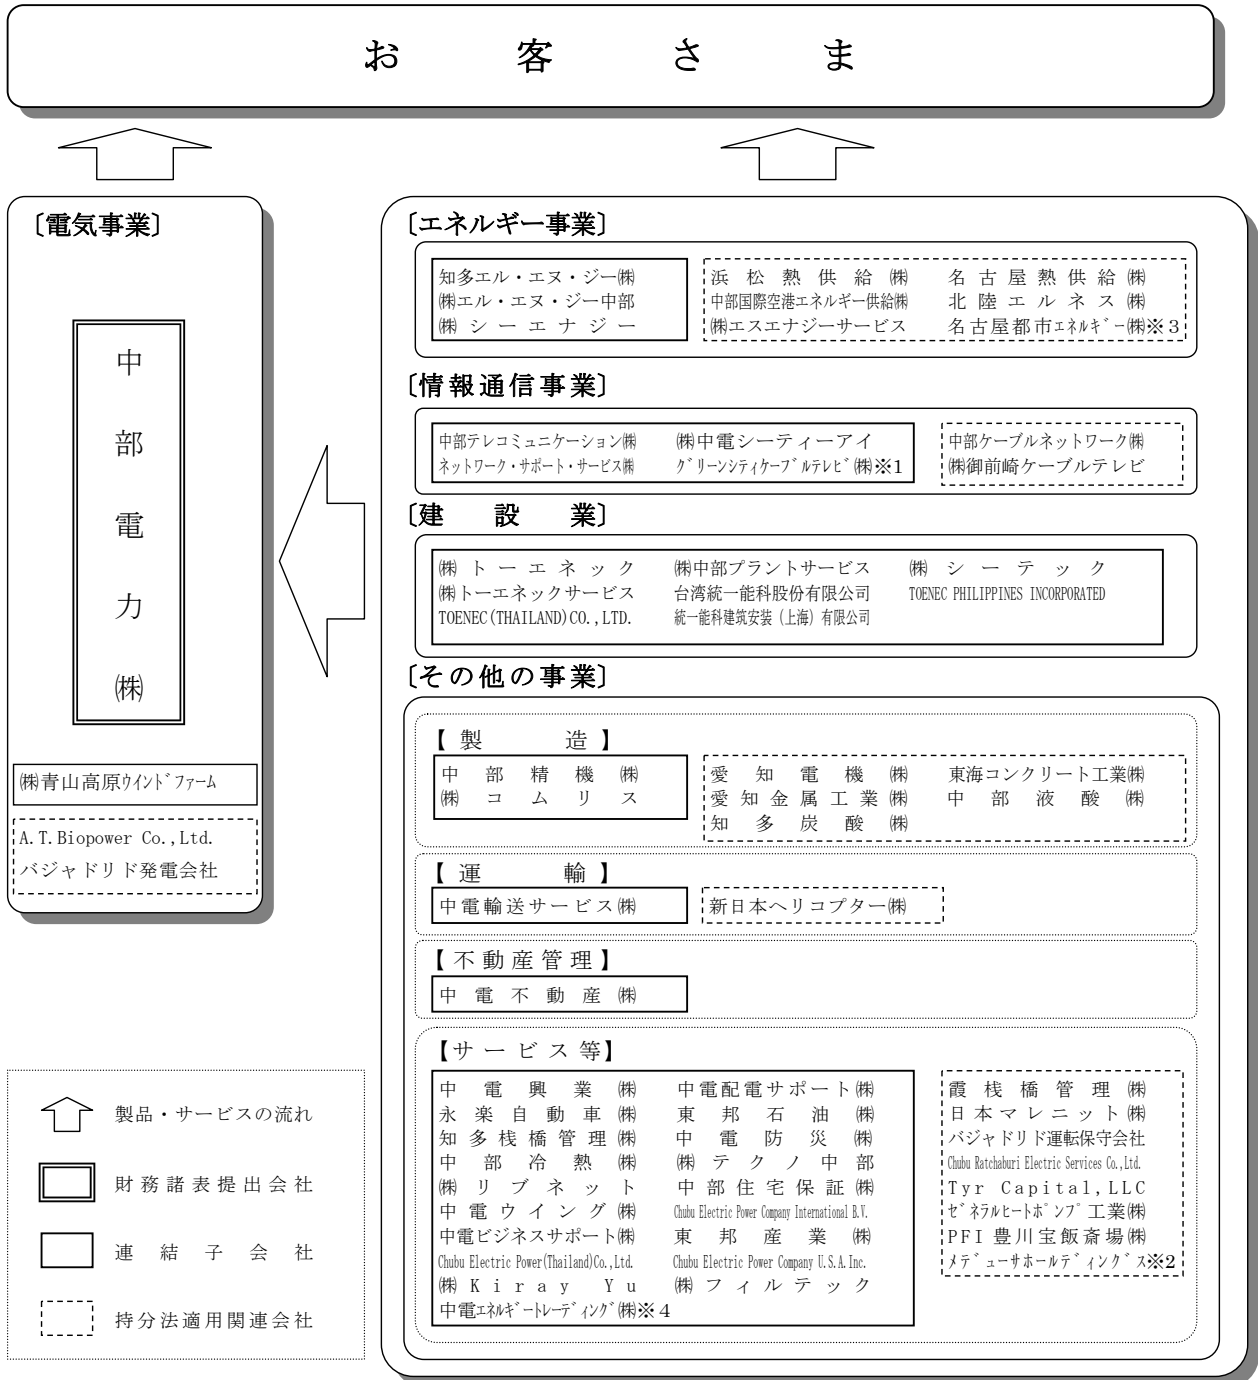 お客さま
〔電気事業〕
中部電力㈱
㈱青山高原ｳｲﾝﾄﾞﾌｧｰﾑ
A.T.Biopower Co.,Ltd.
バジャドリド発電会社
〔エネルギー事業〕
知多エル・エヌ・ジー㈱
㈱エル・エヌ・ジー中部
㈱シーエナジー
浜松熱供給㈱ 名古屋熱供給㈱
中部国際空港エネルギー供給㈱ 北陸エルネス㈱
㈱エスエナジーサービス 名古屋都市ｴﾈﾙｷﾞｰ㈱※3
〔情報通信事業〕
中部テレコミュニケーション㈱ ㈱中電シーティーアイ
ネットワーク・サポート・サービス㈱ ｸﾞﾘｰﾝｼﾃｨｹｰﾌﾞﾙﾃﾚﾋﾞ㈱※1
中部ケーブルネットワーク㈱
㈱御前崎ケーブルテレビ
〔建設業〕
㈱トーエネック ㈱中部プラントサービス ㈱シーテック
㈱トーエネックサービス 台湾統一能科股份有限公司 TOENEC PHILIPPINES INCORPORATED
TOENEC(THAILAND)CO.,LTD. 統一能科建筑安装（上海）有限公司
〔その他の事業〕
【製造】
中部精機㈱
㈱コムリス
愛知電機㈱ 東海コンクリート工業㈱
愛知金属工業㈱ 中部液酸㈱
知多炭酸㈱
【運輸】
中電輸送サービス㈱
新日本ヘリコプター㈱
【不動産管理】
中電不動産㈱
【サービス等】
中電興業㈱ 中電配電サポート㈱
永楽自動車㈱ 東邦石油㈱
知多桟橋管理㈱ 中電防災㈱
中部冷熱㈱ ㈱テクノ中部
㈱リブネット 中部住宅保証㈱
中電ウイング㈱ Chubu Electric Power Company International B.V.
中電ビジネスサポート㈱ 東邦産業㈱
Chubu Electric Power(Thailand)Co.,Ltd. Chubu Electric Power Company U.S.A.Inc.
㈱Kiray Yu ㈱フィルテック
中電ｴﾈﾙｷﾞｰﾄﾚｰﾃﾞｨﾝｸﾞ㈱※4
霞桟橋管理㈱
日本マレニット㈱
バジャドリド運転保守会社
Chubu Ratchaburi Electric Services Co.,Ltd.
Tyr Capital,LLC
ｾﾞﾈﾗﾙﾋｰﾄﾎﾟﾝﾌﾟ工業㈱
PFI豊川宝飯斎場㈱
ﾒﾃﾞｭｰｻﾎｰﾙﾃﾞｨﾝｸﾞｽ※2
製品・サービスの流れ
財務諸表提出会社
連結子会社
持分法適用関連会社